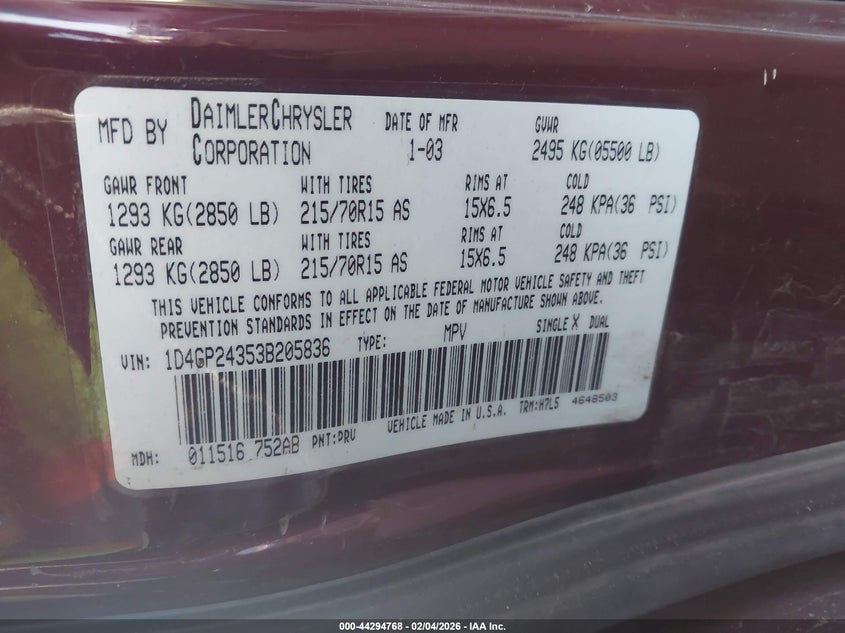 MFD BY DAIMLERCHRYSLER CORPORATION DATE OF MFR 1-03 GVWR 2495 KG(05500 LB)
GAWR FRONT WITH TIRES RIMS AT COLD
1293 KG(2850 LB) 215/70R15 AS 15X6.5 248 KPA(36 PSI)
GAWR REAR WITH TIRES RIMS AT COLD
1293 KG(2850 LB) 215/70R15 AS 15X6.5 248 KPA(36 PSI)
THIS VEHICLE CONFORMS TO ALL APPLICABLE FEDERAL MOTOR VEHICLE SAFETY AND THEFT
PREVENTION STANDARDS IN EFFECT ON THE DATE OF MANUFACTURE SHOWN ABOVE.
VIN: 1D4GP24353B205836 TYPE: MPV SINGLE X DUAL
MDH: 011516 752AB PNT:PRV VEHICLE MADE IN U.S.A. TRM:H7L5 4648503
000-44294768 - 02/04/2026 - IAA Inc.